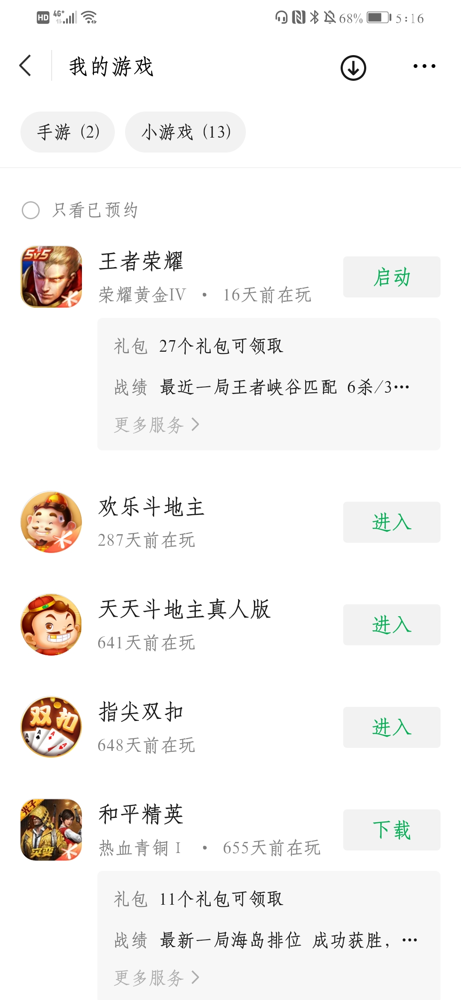 HD 4G+ 68% 5:16
我的游戏
手游 (2) 小游戏 (13)
只看已预约
5v5
王者荣耀
荣耀黄金IV · 16天前在玩
启动
礼包 27个礼包可领取
战绩 最近一局王者峡谷匹配 6杀/3…
更多服务
欢乐斗地主
287天前在玩
进入
天天斗地主真人版
641天前在玩
进入
双扣
A A A A
指尖双扣
648天前在玩
进入
光子
突变
和平精英
热血青铜 I · 655天前在玩
下载
礼包 11个礼包可领取
战绩 最新一局海岛排位 成功获胜，…
更多服务